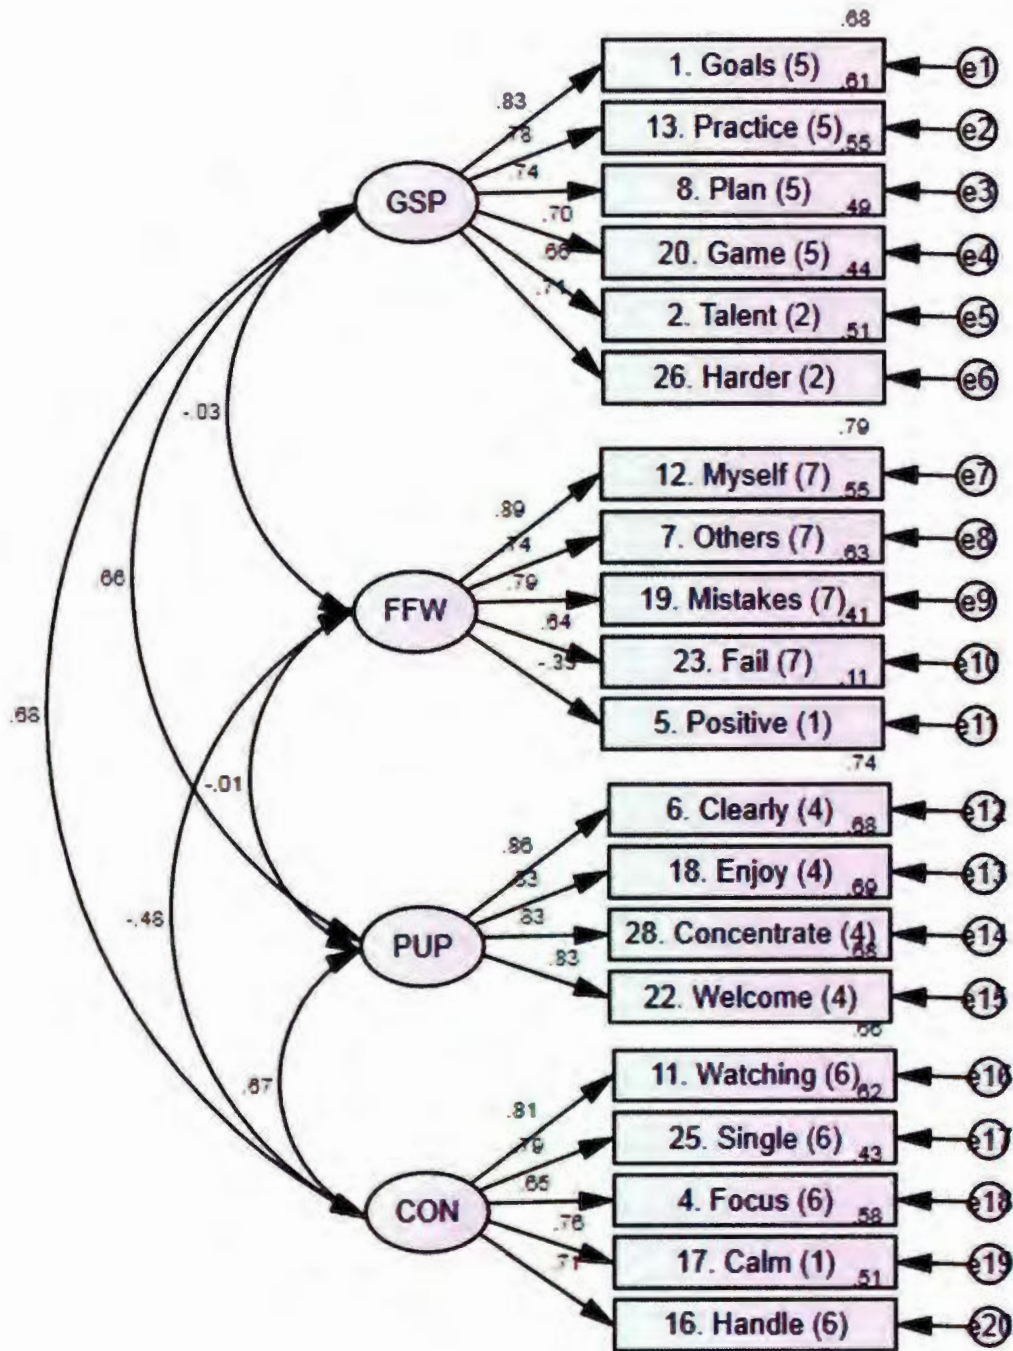 .68
1. Goals (5) e1
.83 .61
13. Practice (5) e2
.78 .55
8. Plan (5) e3
.74 .49
GSP
.70
20. Game (5) e4
.66 .44
2. Talent (2) e5
.71 .51
26. Harder (2) e6
-.03
.79
12. Myself (7) e7
.89 .55
7. Others (7) e8
.74 .63
19. Mistakes (7) e9
.79 .41
.66
FFW
.64
23. Fail (7) e10
-.33 .11
5. Positive (1) e11
.68
.74
-.01
6. Clearly (4) e12
.86 .68
18. Enjoy (4) e13
.83 .69
-.48
.83
28. Concentrate (4) e14
PUP
.83 .68
22. Welcome (4) e15
.66
11. Watching (6) e16
.67 .62
.81
25. Single (6) e17
.79 .43
.65
4. Focus (6) e18
CON
.76 .58
17. Calm (1) e19
.71 .51
16. Handle (6) e20